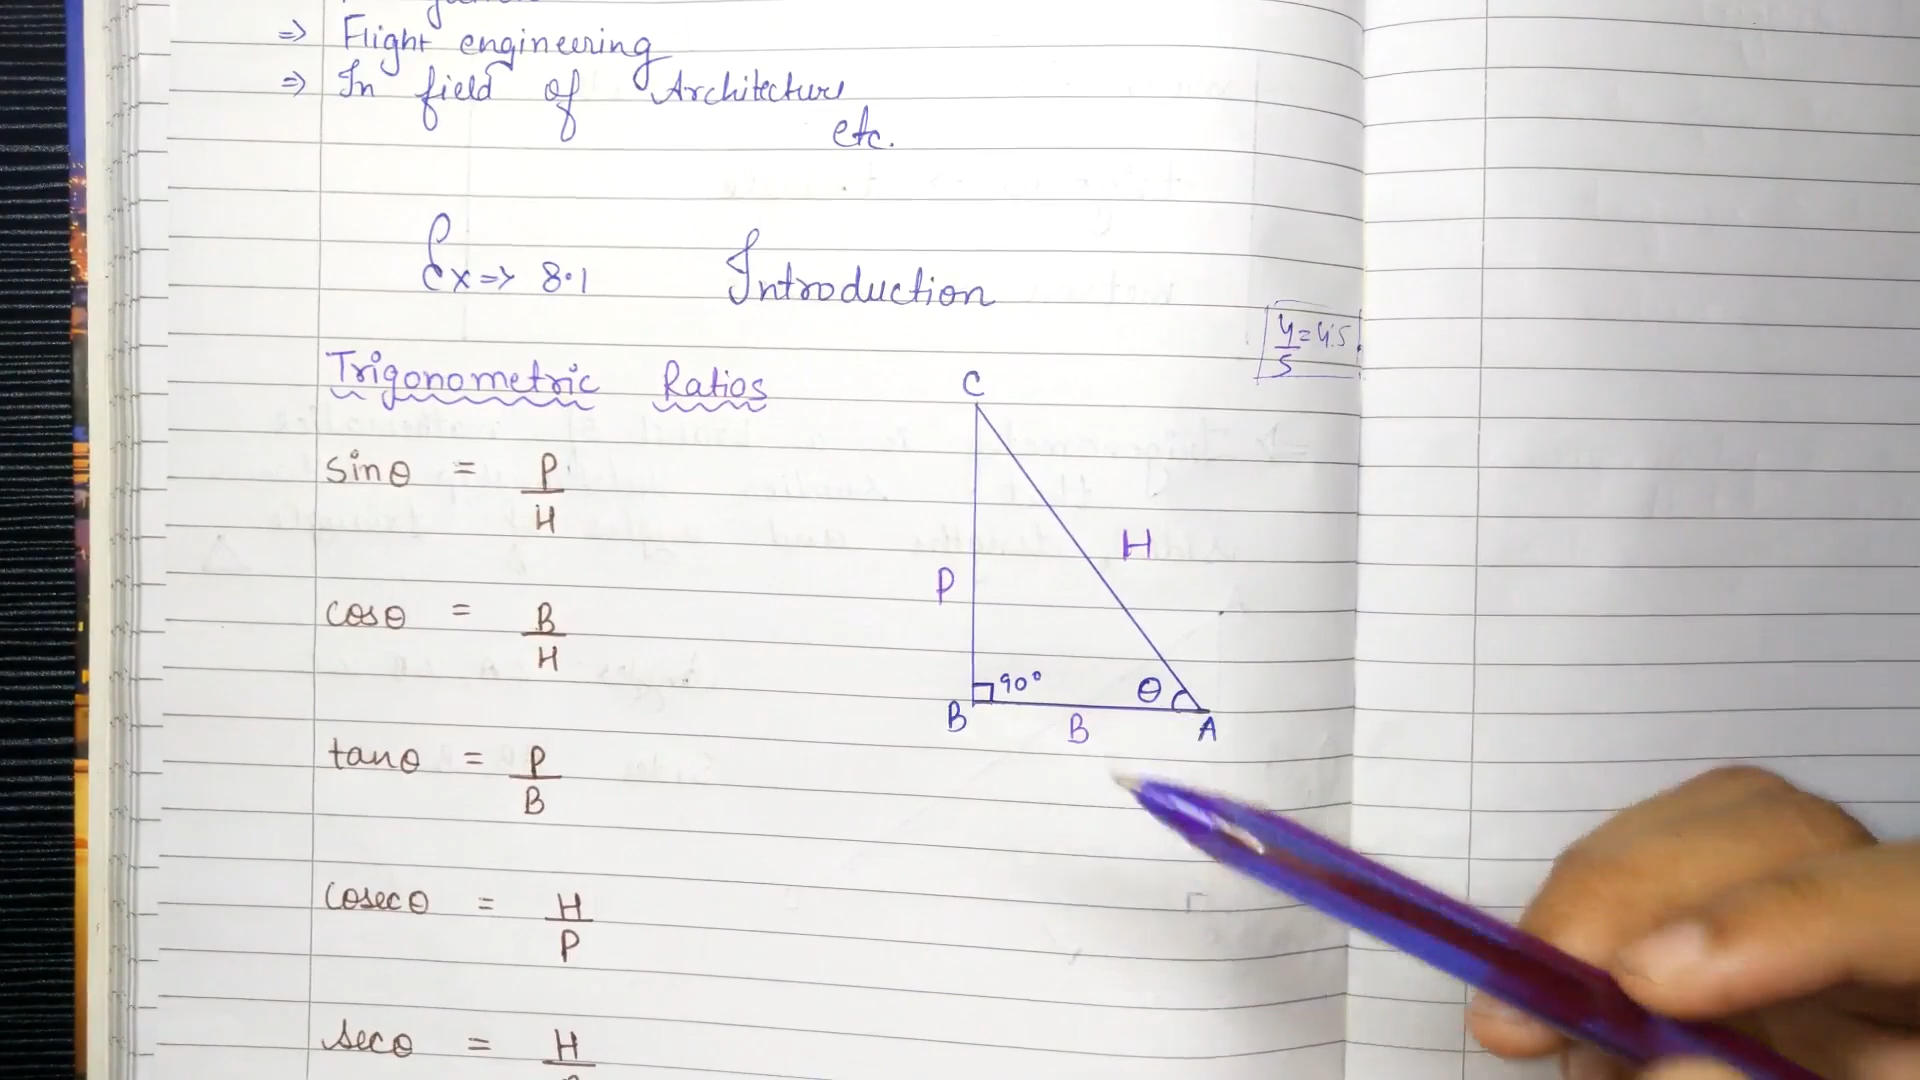 ⇒ Flight engineering
⇒ In field of Architecture
etc.
Ex => 8.1 Introduction
Trigonometric Ratios
sinθ = P/H
cosθ = B/H
tanθ = P/B
cosecθ = H/P
secθ = H
C
H
P
90° θ
B B A